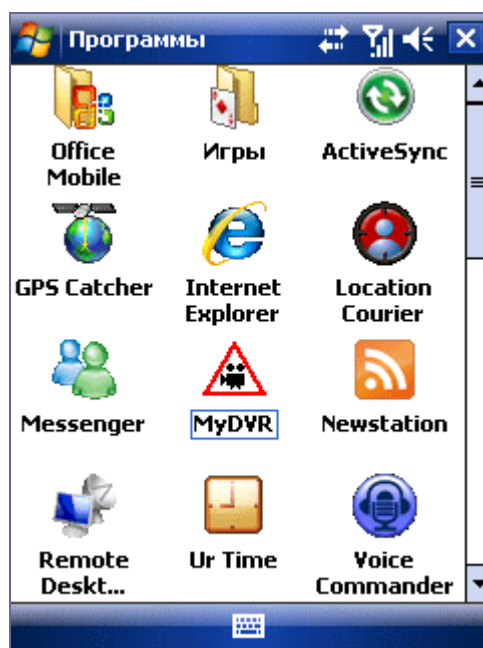 Программы
Office
Mobile
Игры
ActiveSync
GPS Catcher
Internet
Explorer
Location
Courier
Messenger
MyDVR
Newstation
Remote
Deskt...
Ur Time
Voice
Commander